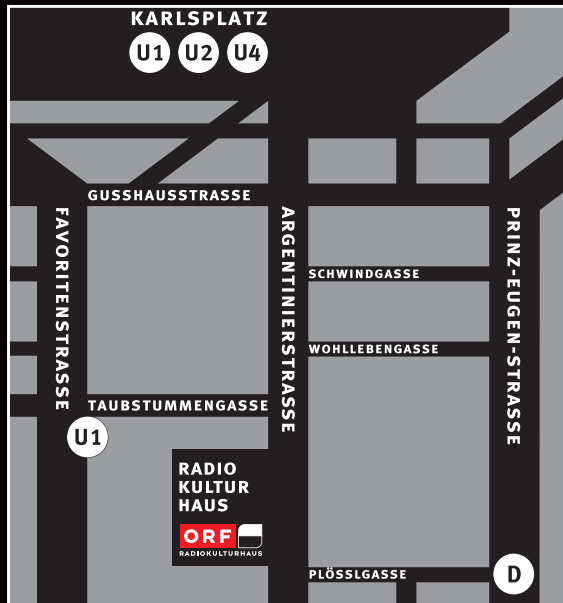 KARLSPLATZ
U1 U2 U4
GUSSHAUSSTRASSE
FAVORITENSTRASSE
ARGENTINIERSTRASSE
PRINZ-EUGEN-STRASSE
SCHWINDGASSE
WOHLLEBENGASSE
TAUBSTUMMENGASSE
U1
RADIO
KULTUR
HAUS
ORF
RADIOKULTURHAUS
PLÖSSLGASSE
D